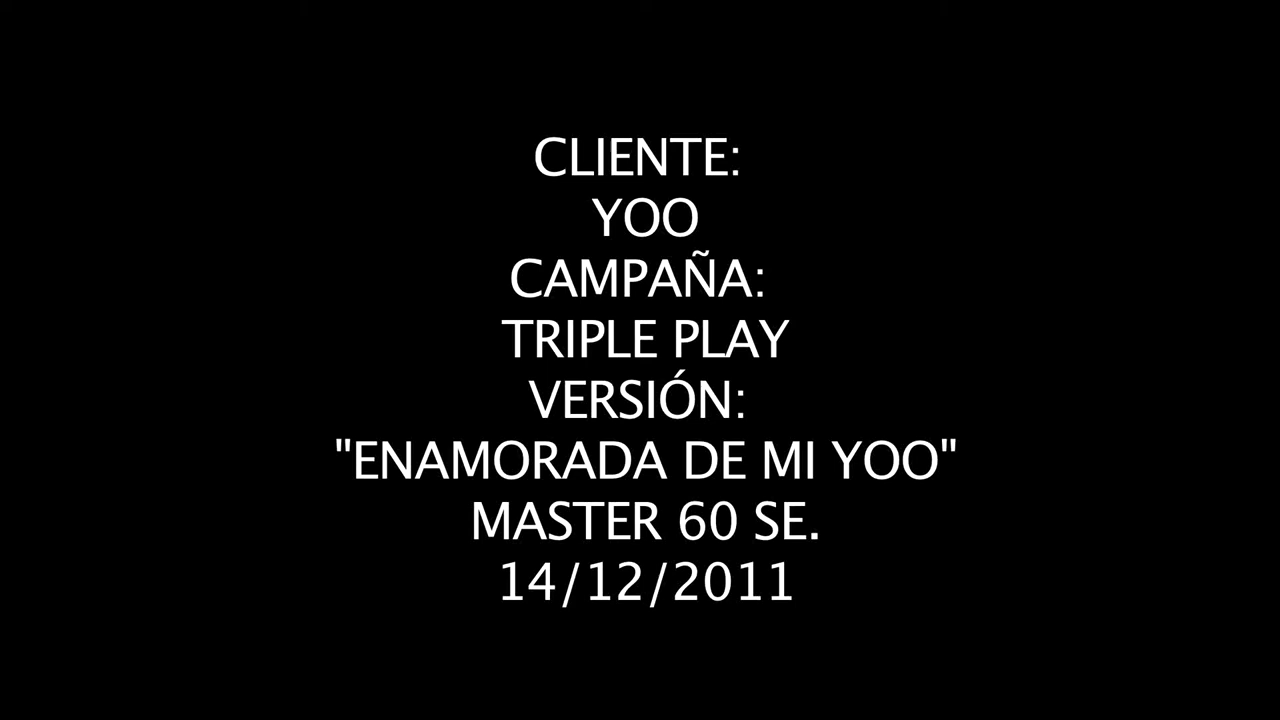 CLIENTE:
YOO
CAMPAÑA:
TRIPLE PLAY
VERSIÓN:
"ENAMORADA DE MI YOO"
MASTER 60 SE.
14/12/2011